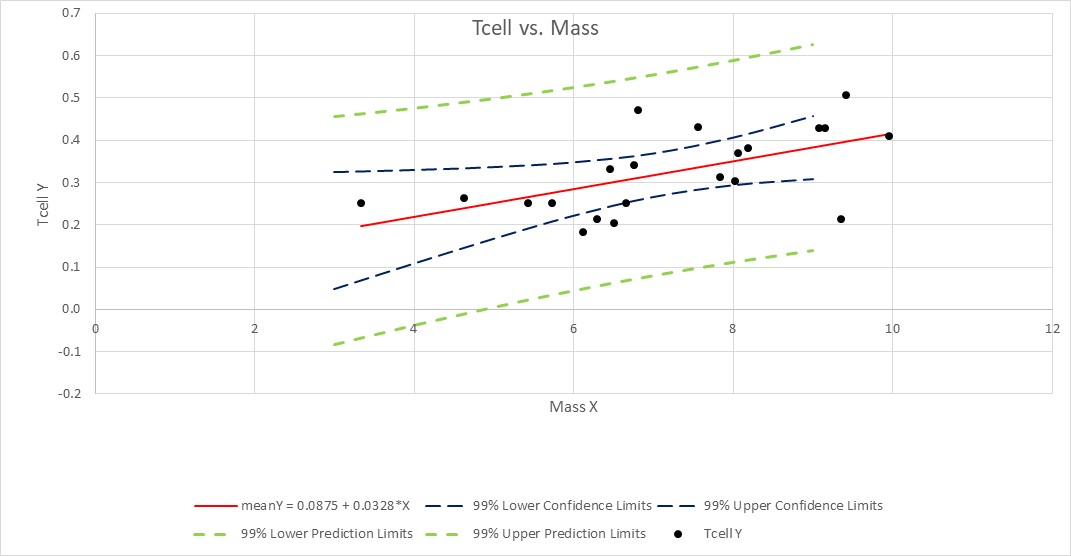 Tcell vs. Mass
0.7
0.6
0.5
0.4
0.3
0.2
0.1
0.0
-0.1
-0.2
Tcell Y
0 2 4 6 8 10 12
Mass X
meanY = 0.0875 + 0.0328*X 99% Lower Confidence Limits 99% Upper Confidence Limits
99% Lower Prediction Limits 99% Upper Prediction Limits Tcell Y